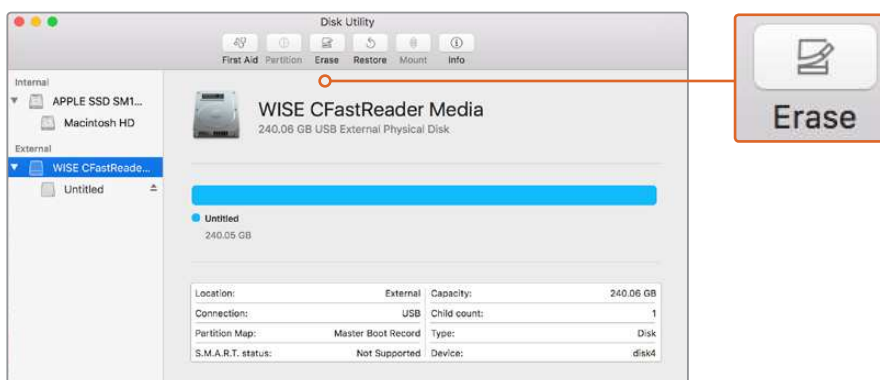 Disk Utility
First Aid Partition Erase Restore Mount Info
Erase
Internal
APPLE SSD SM1...
Macintosh HD
External
WISE CFastReade...
Untitled
WISE CFastReader Media
240.06 GB USB External Physical Disk
Untitled
240.05 GB
Location: External Capacity: 240.06 GB
Connection: USB Child count: 1
Partition Map: Master Boot Record Type: Disk
S.M.A.R.T. status: Not Supported Device: disk4